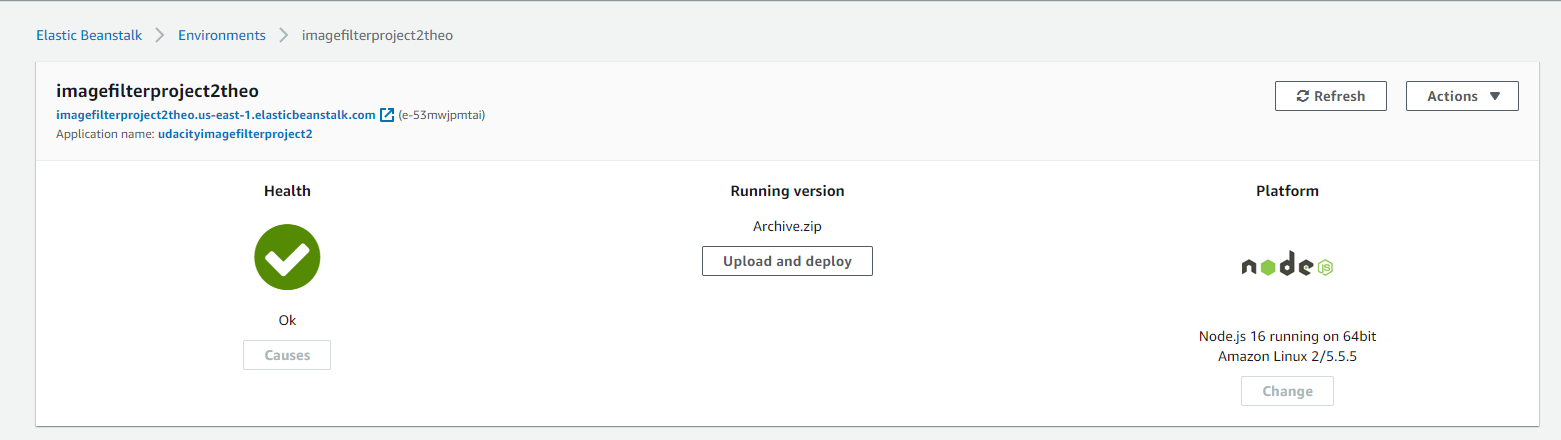 Elastic Beanstalk > Environments > imagefilterproject2theo
imagefilterproject2theo
Refresh
Actions ▼
imagefilterproject2theo.us-east-1.elasticbeanstalk.com (e-53mwjpmtai)
Application name: udacityimagefilterproject2
Health
Ok
Causes
Running version
Archive.zip
Upload and deploy
Platform
node JS
Node.js 16 running on 64bit
Amazon Linux 2/5.5.5
Change